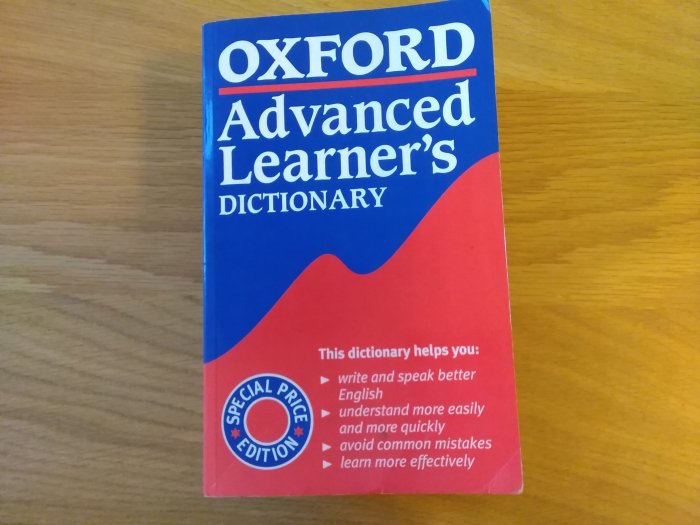 OXFORD
Advanced
Learner's
DICTIONARY
This dictionary helps you:
► write and speak better
English
► understand more easily
and more quickly
► avoid common mistakes
► learn more effectively
SPECIAL PRICE
EDITION